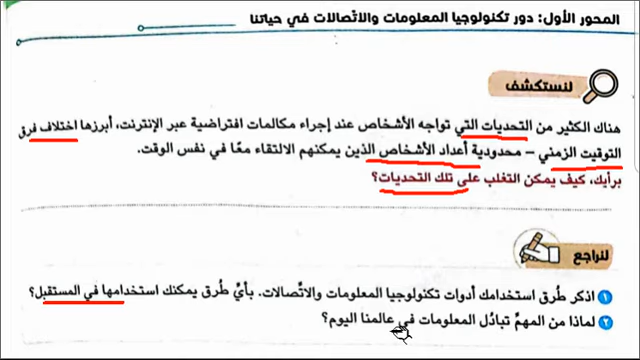 المحور الأول: دور تكنولوجيا المعلومات والاتّصالات في حياتنا
لنستكشف
هناك الكثير من التحديات التي تواجه الأشخاص عند إجراء مكالمات افتراضية عبر الإنترنت، أبرزها اختلاف فرق
التوقيت الزمني – محدودية أعداد الأشخاص الذين يمكنهم الالتقاء معًا في نفس الوقت.
برأيك، كيف يمكن التغلب على تلك التحديات؟
لنراجع
١ اذكر طُرق استخدامك أدوات تكنولوجيا المعلومات والاتّصالات. بأيِّ طُرق يمكنك استخدامها في المستقبل؟
٢ لماذا من المهمِّ تبادُل المعلومات في عالمنا اليوم؟